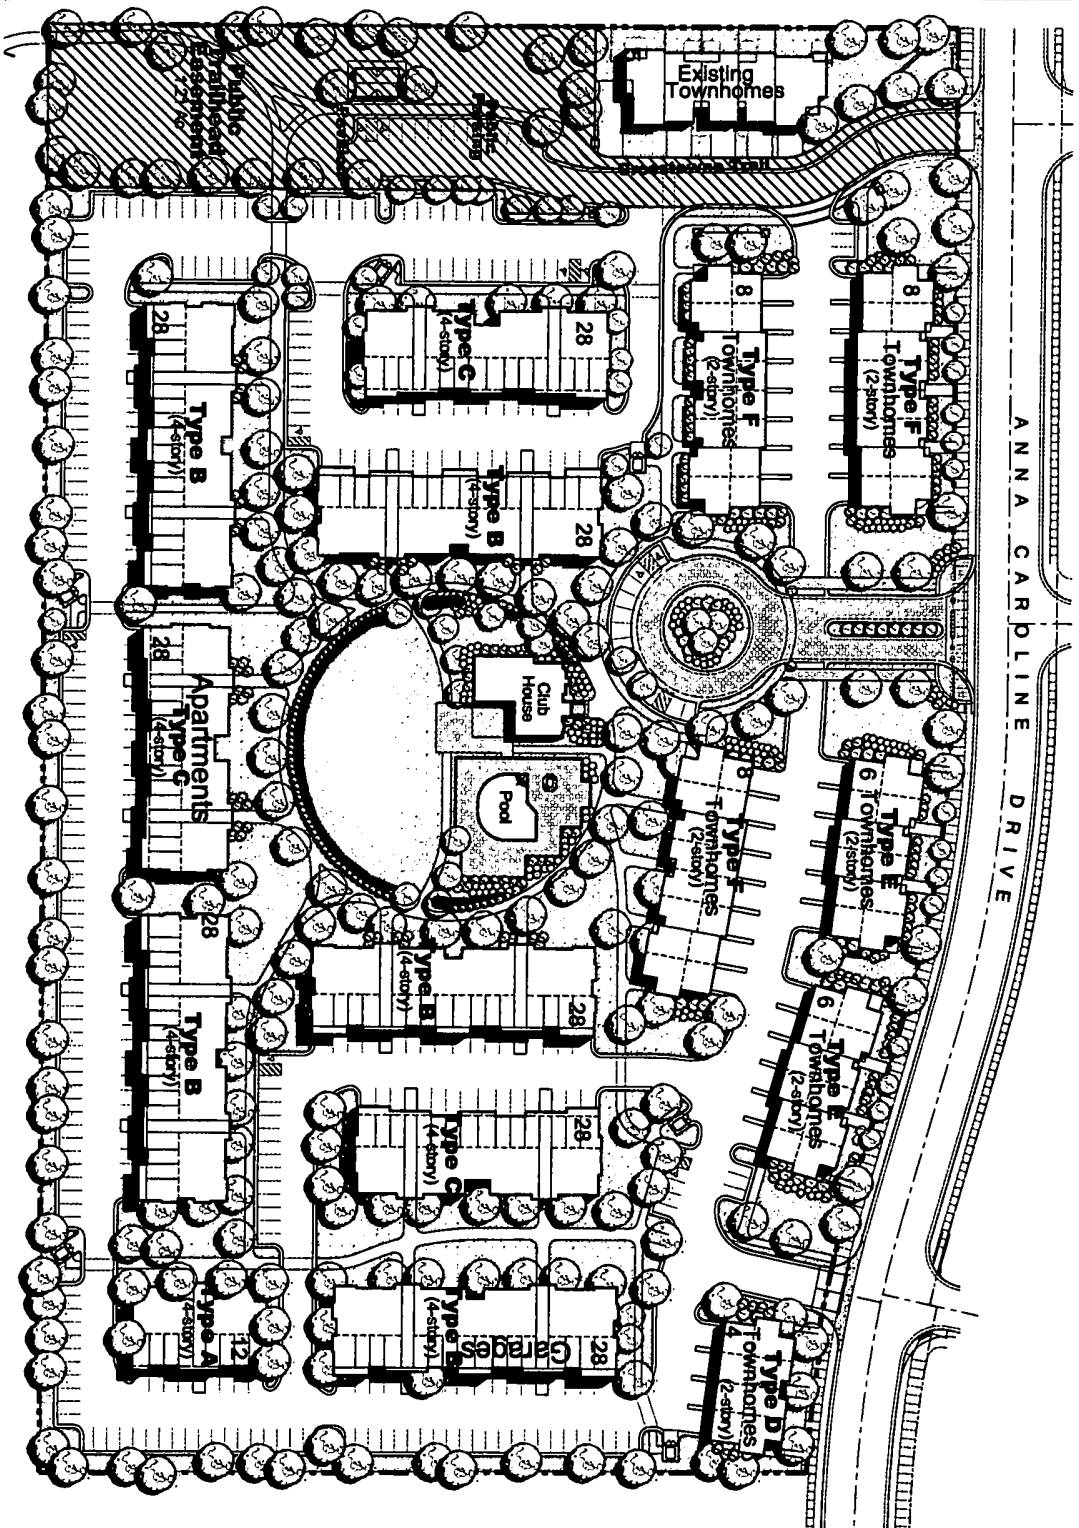 Public
Trailhead
Easement
Public
Parking
Existing
Townhomes
Trail
28
Type B
(4-story)
Type C
(4-story)
28
8
Type F
Townhomes
(2-story)
8
Type F
Townhomes
(2-story)
Type B
(4-story)
28
ANNA CAROLINE DRIVE
28
Apartments
Type C
(4-story)
Club
House
Pool
8
Type F
Townhomes
(2-story)
6
Type E
Townhomes
(2-story)
28
Type B
(4-story)
Type B
(4-story)
28
6
Type E
Townhomes
(2-story)
Type C
(4-story)
28
Type A
(4-story)
12
Type B
(4-story)
Garages
28
4
Type D
Townhomes
(2-story)